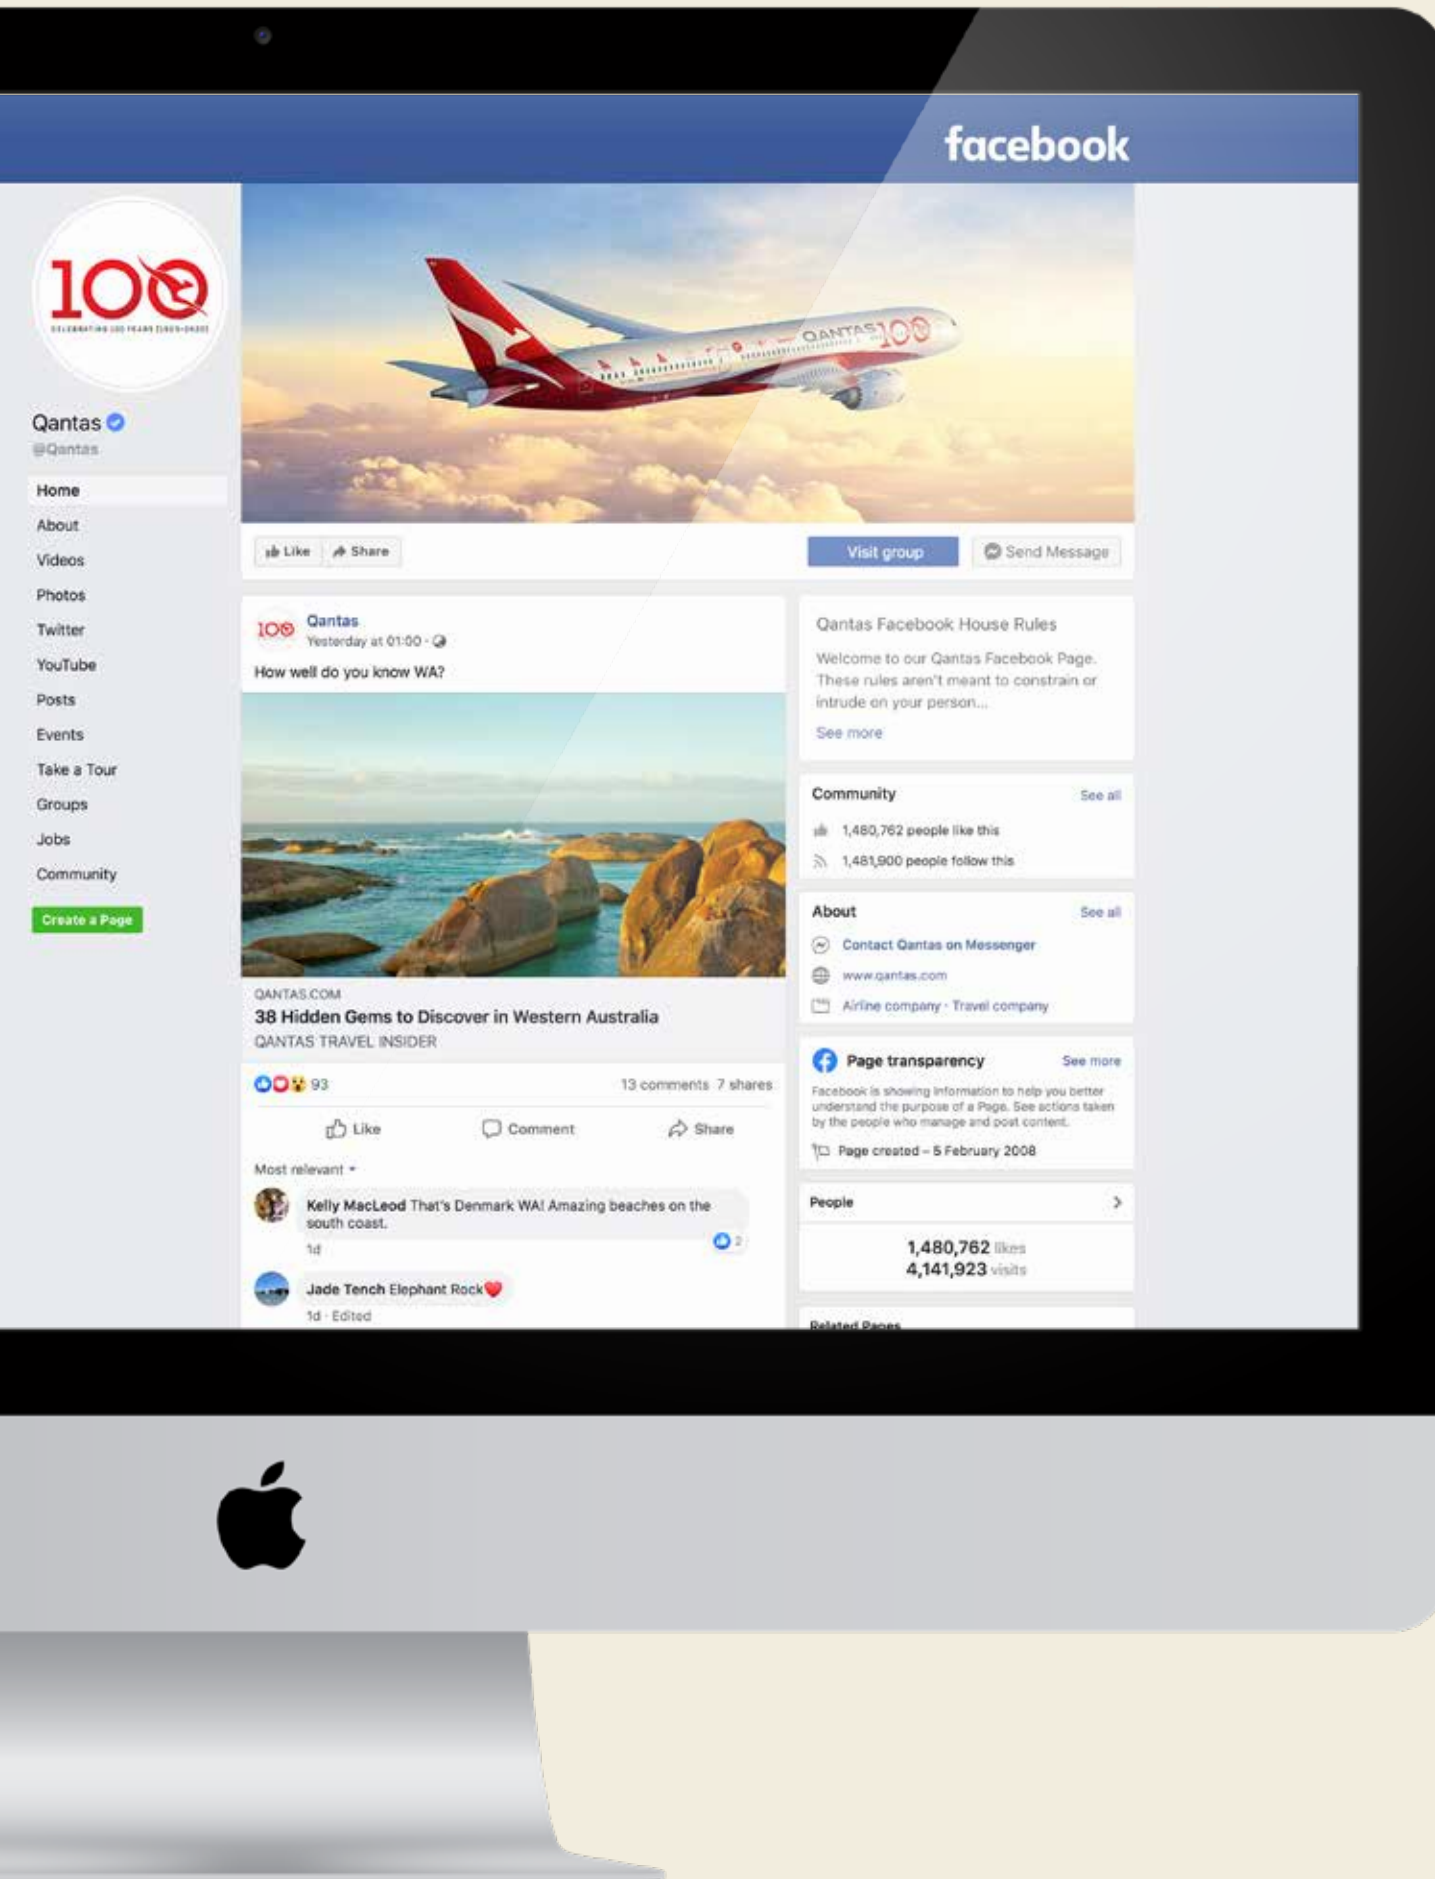 facebook
100
CELEBRATING 100 YEARS (1920-2020)
Qantas
@Qantas
Home
About
Videos
Photos
Twitter
YouTube
Posts
Events
Take a Tour
Groups
Jobs
Community
Create a Page
QANTAS 100
Like Share
Visit group
Send Message
100 Qantas
Yesterday at 01:00 ·
How well do you know WA?
QANTAS.COM
38 Hidden Gems to Discover in Western Australia
QANTAS TRAVEL INSIDER
93
13 comments 7 shares
Like Comment Share
Most relevant
Kelly MacLeod That's Denmark WA! Amazing beaches on the
south coast.
2
1d
Jade Tench Elephant Rock❤️
1d · Edited
Qantas Facebook House Rules
Welcome to our Qantas Facebook Page.
These rules aren't meant to constrain or
intrude on your person...
See more
Community See all
1,480,762 people like this
1,481,900 people follow this
About See all
Contact Qantas on Messenger
www.qantas.com
Airline company · Travel company
Page transparency See more
Facebook is showing information to help you better
understand the purpose of a Page. See actions taken
by the people who manage and post content.
Page created – 5 February 2008
People
1,480,762 likes
4,141,923 visits
Related Pages